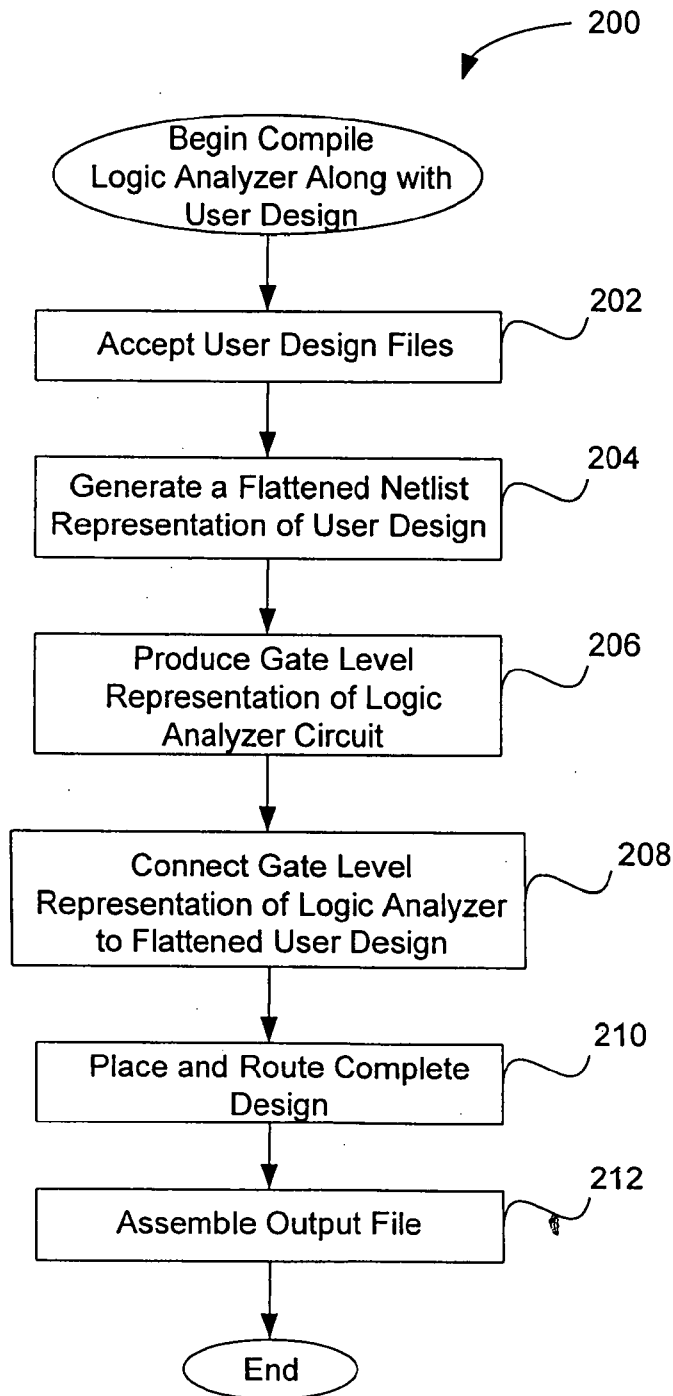 200
Begin Compile
Logic Analyzer Along with
User Design
202
Accept User Design Files
204
Generate a Flattened Netlist
Representation of User Design
206
Produce Gate Level
Representation of Logic
Analyzer Circuit
208
Connect Gate Level
Representation of Logic Analyzer
to Flattened User Design
210
Place and Route Complete
Design
212
Assemble Output File
End